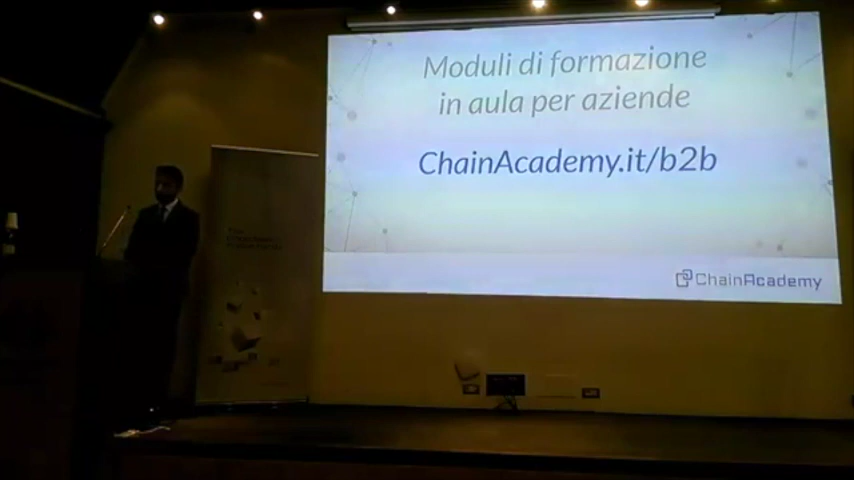 Moduli di formazione
in aula per aziende
ChainAcademy.it/b2b
ChainAcademy